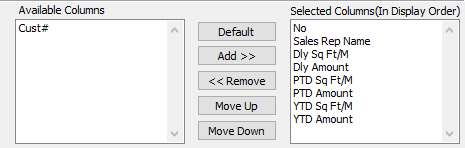 Available Columns
Cust#
Default
Add >>
<< Remove
Move Up
Move Down
Selected Columns(In Display Order)
No
Sales Rep Name
Dly Sq Ft/M
Dly Amount
PTD Sq Ft/M
PTD Amount
YTD Sq Ft/M
YTD Amount